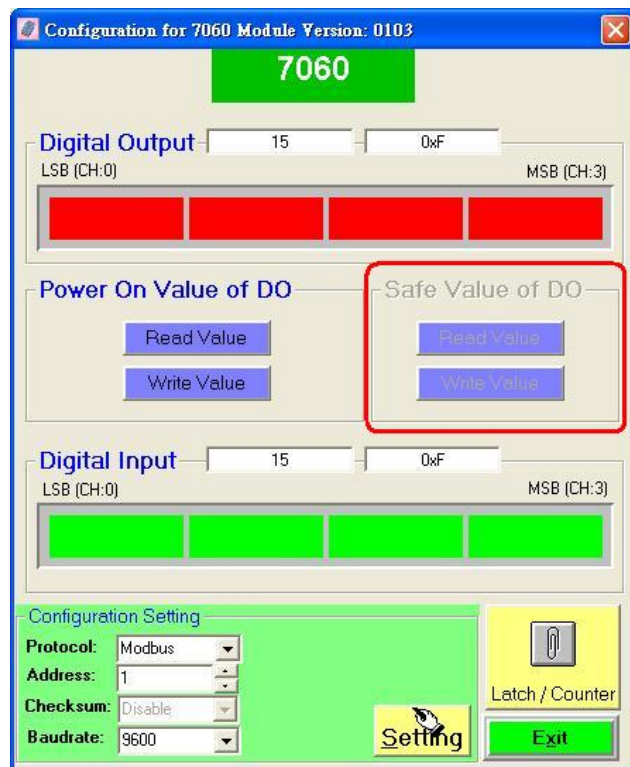 Configuration for 7060 Module Version: 0103
7060
Digital Output 15 0xF
LSB (CH:0) MSB (CH:3)
Power On Value of DO Safe Value of DO
Read Value Read Value
Write Value Write Value
Digital Input 15 0xF
LSB (CH:0) MSB (CH:3)
Configuration Setting
Protocol: Modbus
Address: 1
Checksum: Disable
Baudrate: 9600
Setting
Latch / Counter
Exit